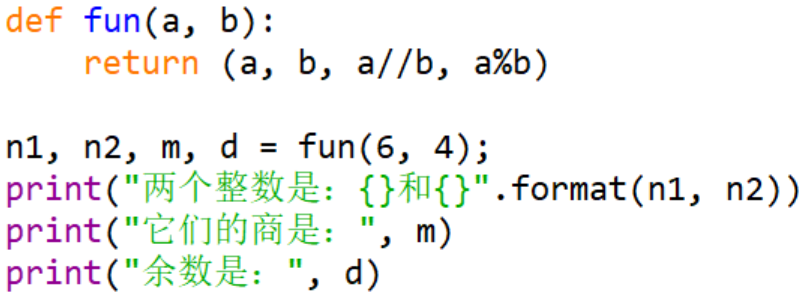 def fun(a, b):
    return (a, b, a//b, a%b)

n1, n2, m, d = fun(6, 4);
print("两个整数是：{}和{}".format(n1, n2))
print("它们的商是：", m)
print("余数是：", d)